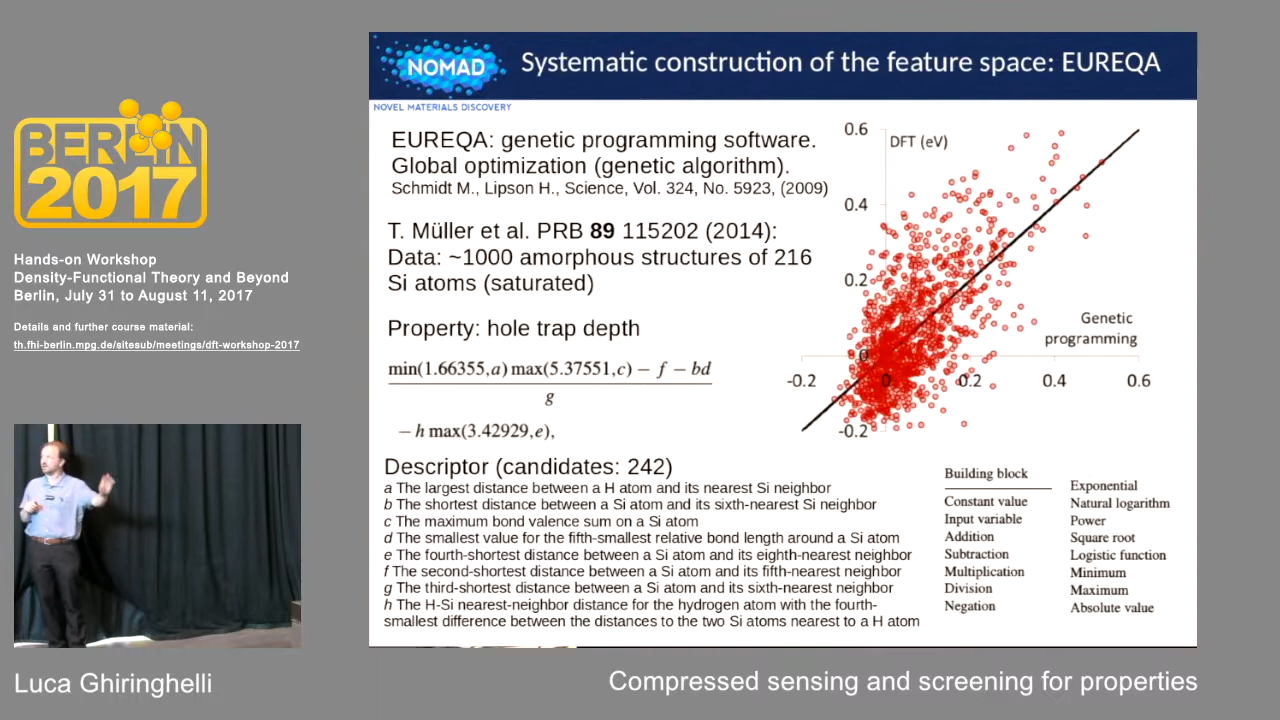 BERLIN
2017
Hands-on Workshop
Density-Functional Theory and Beyond
Berlin, July 31 to August 11, 2017
Details and further course material:
th.fhi-berlin.mpg.de/sitesub/meetings/dft-workshop-2017
NOMAD
NOVEL MATERIALS DISCOVERY
Systematic construction of the feature space: EUREQA
EUREQA: genetic programming software.
Global optimization (genetic algorithm).
Schmidt M., Lipson H., Science, Vol. 324, No. 5923, (2009)
T. Müller et al. PRB 89 115202 (2014):
Data: ~1000 amorphous structures of 216
Si atoms (saturated)
Property: hole trap depth
min(1.66355,a) max(5.37551,c) − f − bd
g
− h max(3.42929,e),
0.6
DFT (eV)
0.4
0.2
Genetic
programming
0
-0.2
0
0.2
0.4
0.6
-0.2
Descriptor (candidates: 242)
a The largest distance between a H atom and its nearest Si neighbor
b The shortest distance between a Si atom and its sixth-nearest Si neighbor
c The maximum bond valence sum on a Si atom
d The smallest value for the fifth-smallest relative bond length around a Si atom
e The fourth-shortest distance between a Si atom and its eighth-nearest neighbor
f The second-shortest distance between a Si atom and its fifth-nearest neighbor
g The third-shortest distance between a Si atom and its sixth-nearest neighbor
h The H-Si nearest-neighbor distance for the hydrogen atom with the fourth-
smallest difference between the distances to the two Si atoms nearest to a H atom
Building block
Constant value
Input variable
Addition
Subtraction
Multiplication
Division
Negation
Exponential
Natural logarithm
Power
Square root
Logistic function
Minimum
Maximum
Absolute value
Luca Ghiringhelli
Compressed sensing and screening for properties